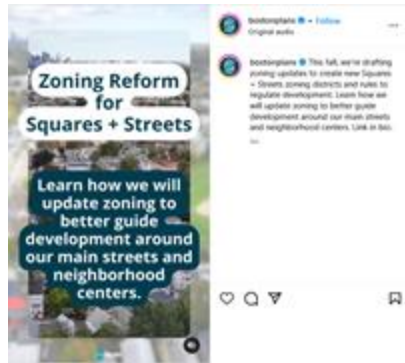 Zoning Reform
for
Squares + Streets
Learn how we will
update zoning to
better guide
development around
our main streets and
neighborhood
centers.
bostonplans • Follow
Original audio
bostonplans This fall, we're drafting
zoning updates to create new Squares
+ Streets zoning districts and rules to
regulate development. Learn how we
will update zoning to better guide
development around our main streets
and neighborhood centers. Link in bio.